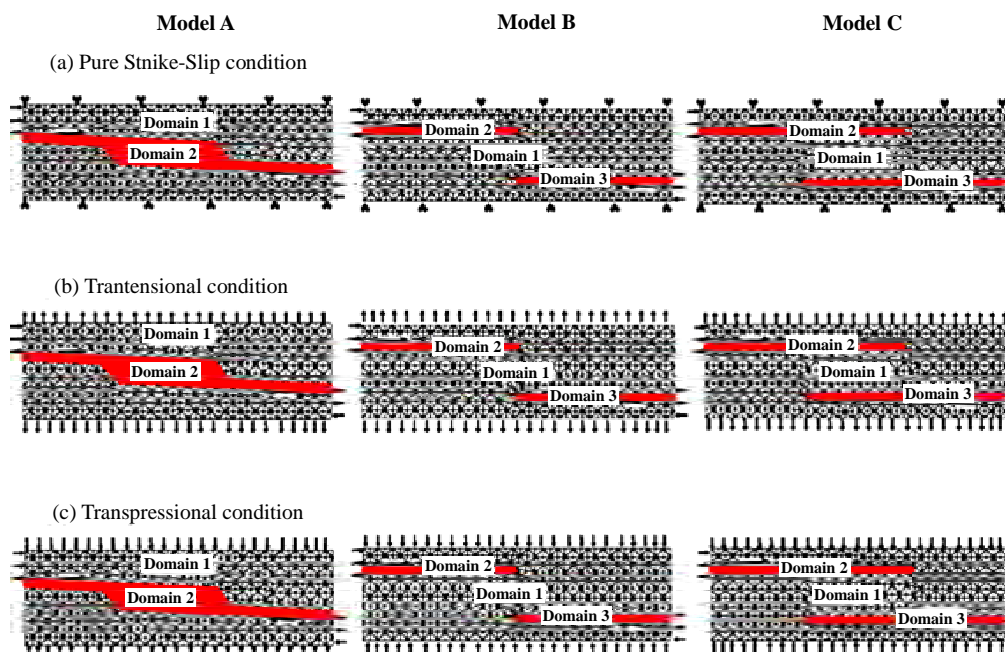 Model A Model B Model C
(a) Pure Stnike-Slip condition
Domain 1
Domain 2
Domain 2
Domain 1
Domain 3
Domain 2
Domain 1
Domain 3
(b) Trantensional condition
Domain 1
Domain 2
Domain 2
Domain 1
Domain 3
Domain 2
Domain 1
Domain 3
(c) Transpressional condition
Domain 1
Domain 2
Domain 2
Domain 1
Domain 3
Domain 2
Domain 1
Domain 3